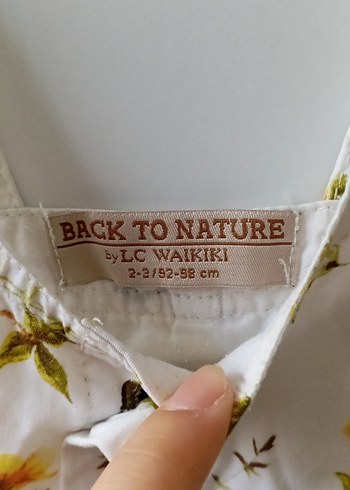 BACK TO NATURE
by LC WAIKIKI
2-3/92-98 cm